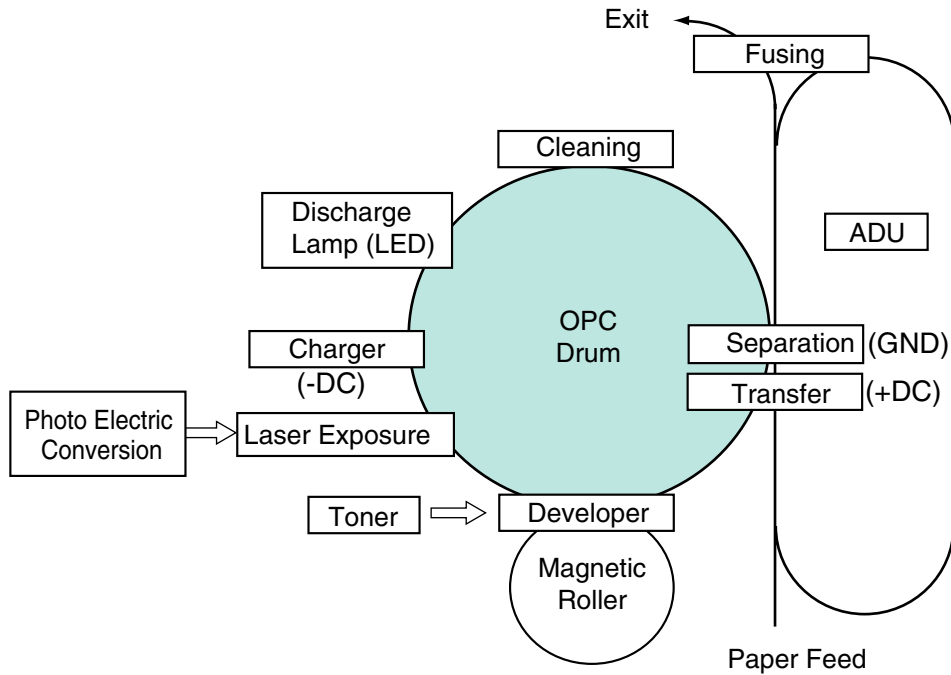 Exit
Fusing
Cleaning
Discharge
Lamp (LED)
ADU
OPC
Drum
Charger
(-DC)
Separation (GND)
Transfer (+DC)
Photo Electric
Conversion
Laser Exposure
Toner
Developer
Magnetic
Roller
Paper Feed